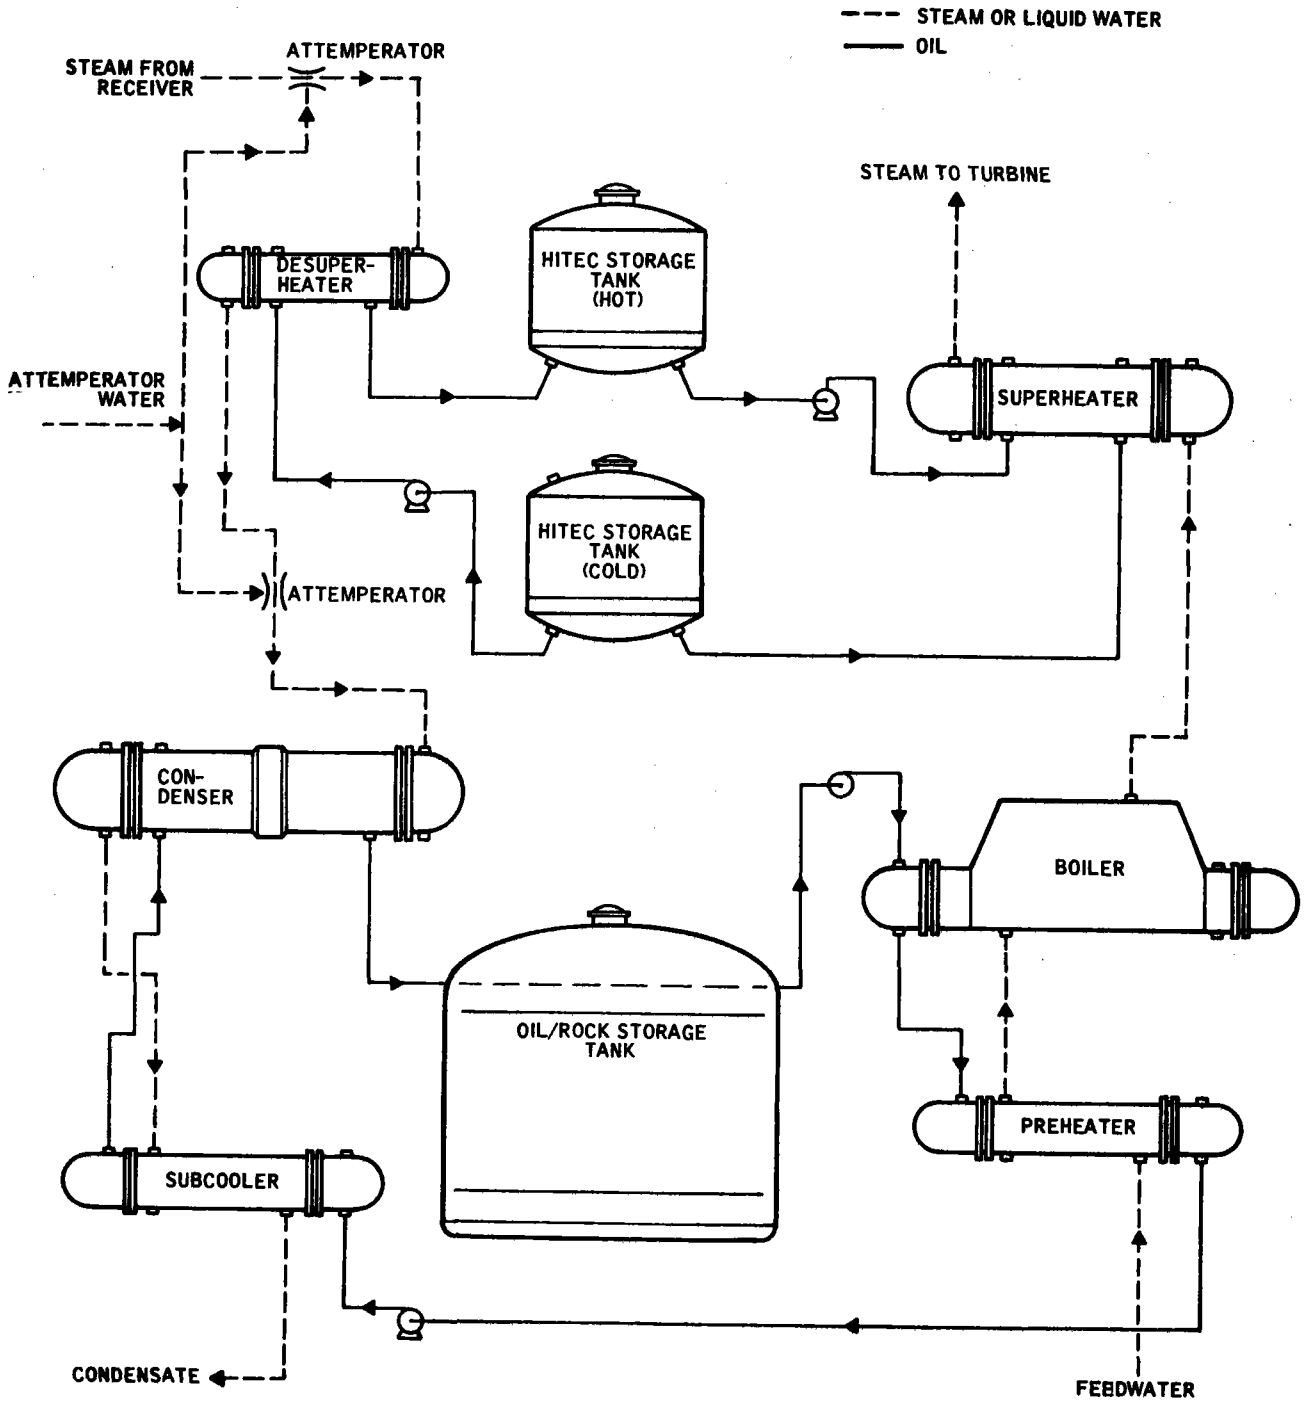 STEAM OR LIQUID WATER
OIL
ATTEMPERATOR
STEAM FROM
RECEIVER
STEAM TO TURBINE
DESUPER-
HEATER
HITEC STORAGE
TANK
(HOT)
ATTEMPERATOR
WATER
SUPERHEATER
HITEC STORAGE
TANK
(COLD)
ATTEMPERATOR
CON-
DENSER
BOILER
OIL/ROCK STORAGE
TANK
PREHEATER
SUBCOOLER
CONDENSATE
FEEDWATER